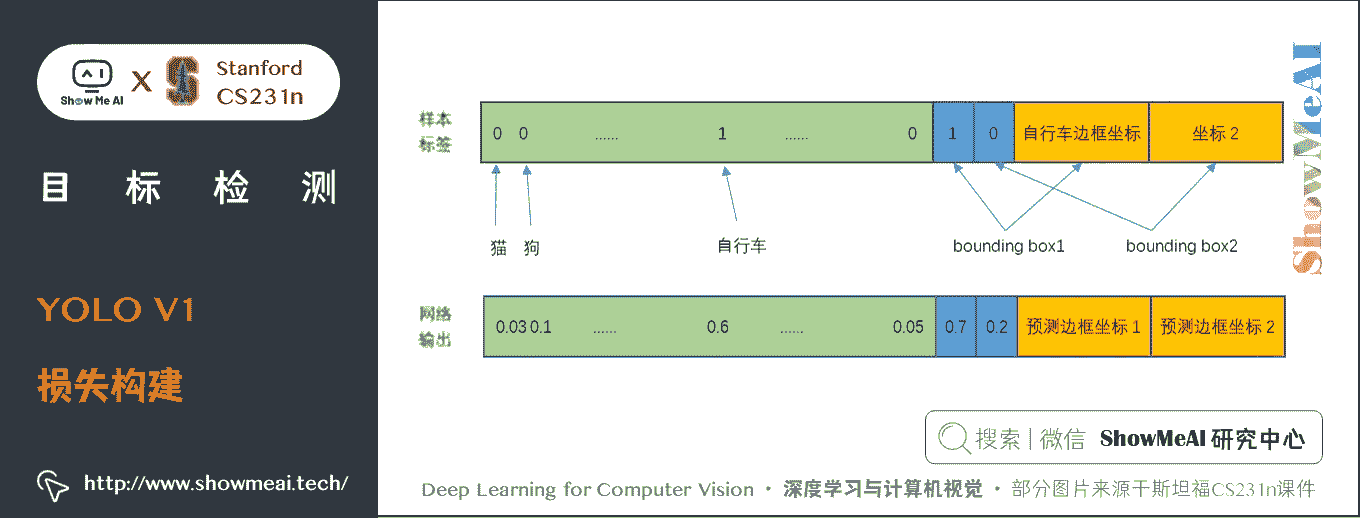 Show Me AI
X
Stanford
CS231n
目标检测
YOLO V1
损失构建
http://www.showmeai.tech/
样本
标签
0 0 ...... 1 ...... 0 1 0 自行车边框坐标 坐标 2
猫 狗 自行车 bounding box1 bounding box2
网络
输出
0.03 0.1 ...... 0.6 ...... 0.05 0.7 0.2 预测边框坐标 1 预测边框坐标 2
ShowMeAI
搜索 | 微信 ShowMeAI 研究中心
Deep Learning for Computer Vision · 深度学习与计算机视觉 · 部分图片来源于斯坦福CS231n课件